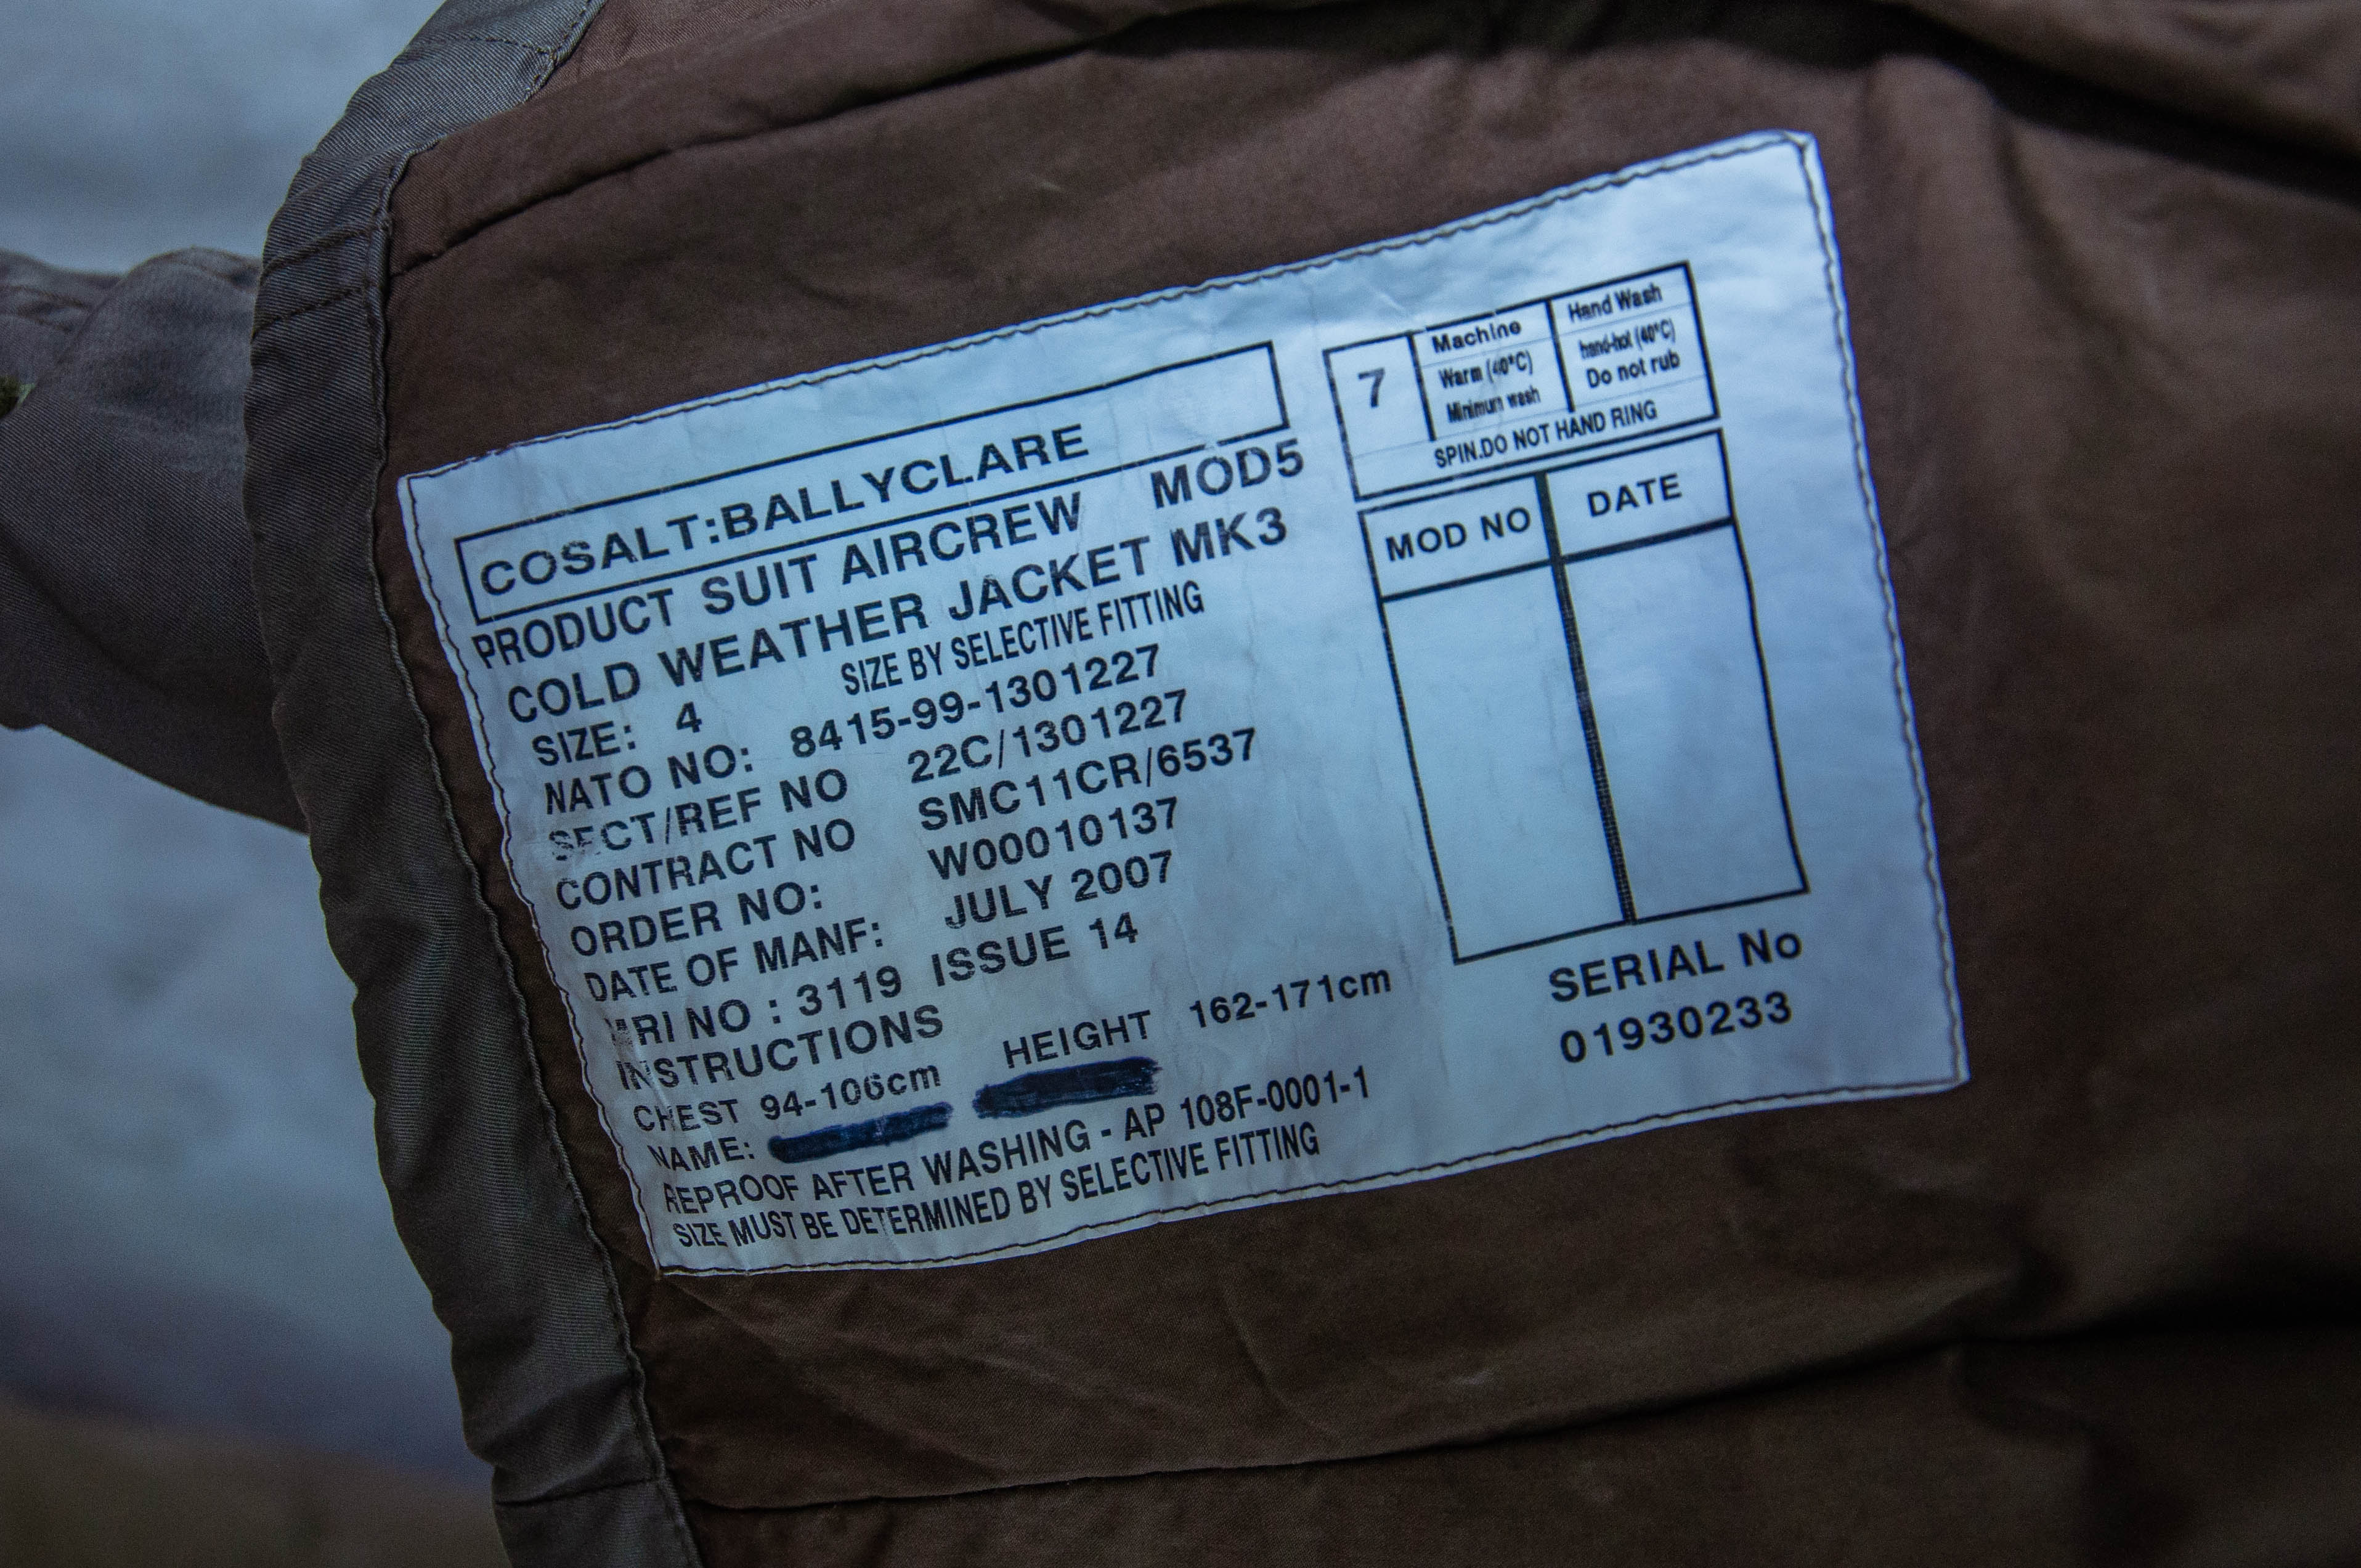 COSALT:BALLYCLARE
PRODUCT SUIT AIRCREW MOD5
COLD WEATHER JACKET MK3
SIZE: 4 SIZE BY SELECTIVE FITTING
NATO NO: 8415-99-1301227
SECT/REF NO 22C/1301227
CONTRACT NO SMC11CR/6537
ORDER NO: W00010137
DATE OF MANF: JULY 2007
MRI NO : 3119 ISSUE 14
INSTRUCTIONS
CHEST 94-106cm HEIGHT 162-171cm
NAME:
REPROOF AFTER WASHING - AP 108F-0001-1
SIZE MUST BE DETERMINED BY SELECTIVE FITTING
7
Machine
Warm (40°C)
Minimum wash
Hand Wash
hand-hot (40°C)
Do not rub
SPIN.DO NOT HAND RING
MOD NO DATE
SERIAL No
01930233